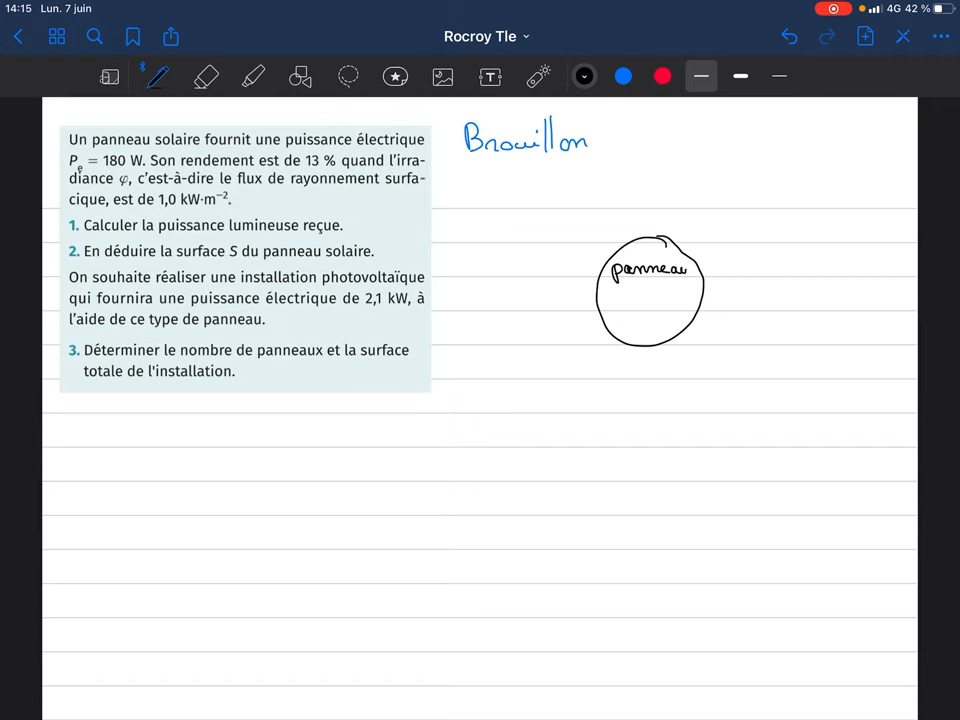 14:15 Lun. 7 juin
4G 42 %
Rocroy Tle
Un panneau solaire fournit une puissance électrique
Pe = 180 W. Son rendement est de 13 % quand l’irra-
diance φ, c’est-à-dire le flux de rayonnement surfa-
cique, est de 1,0 kW·m⁻².
1. Calculer la puissance lumineuse reçue.
2. En déduire la surface S du panneau solaire.
On souhaite réaliser une installation photovoltaïque
qui fournira une puissance électrique de 2,1 kW, à
l’aide de ce type de panneau.
3. Déterminer le nombre de panneaux et la surface
totale de l'installation.
Brouillon
panneau